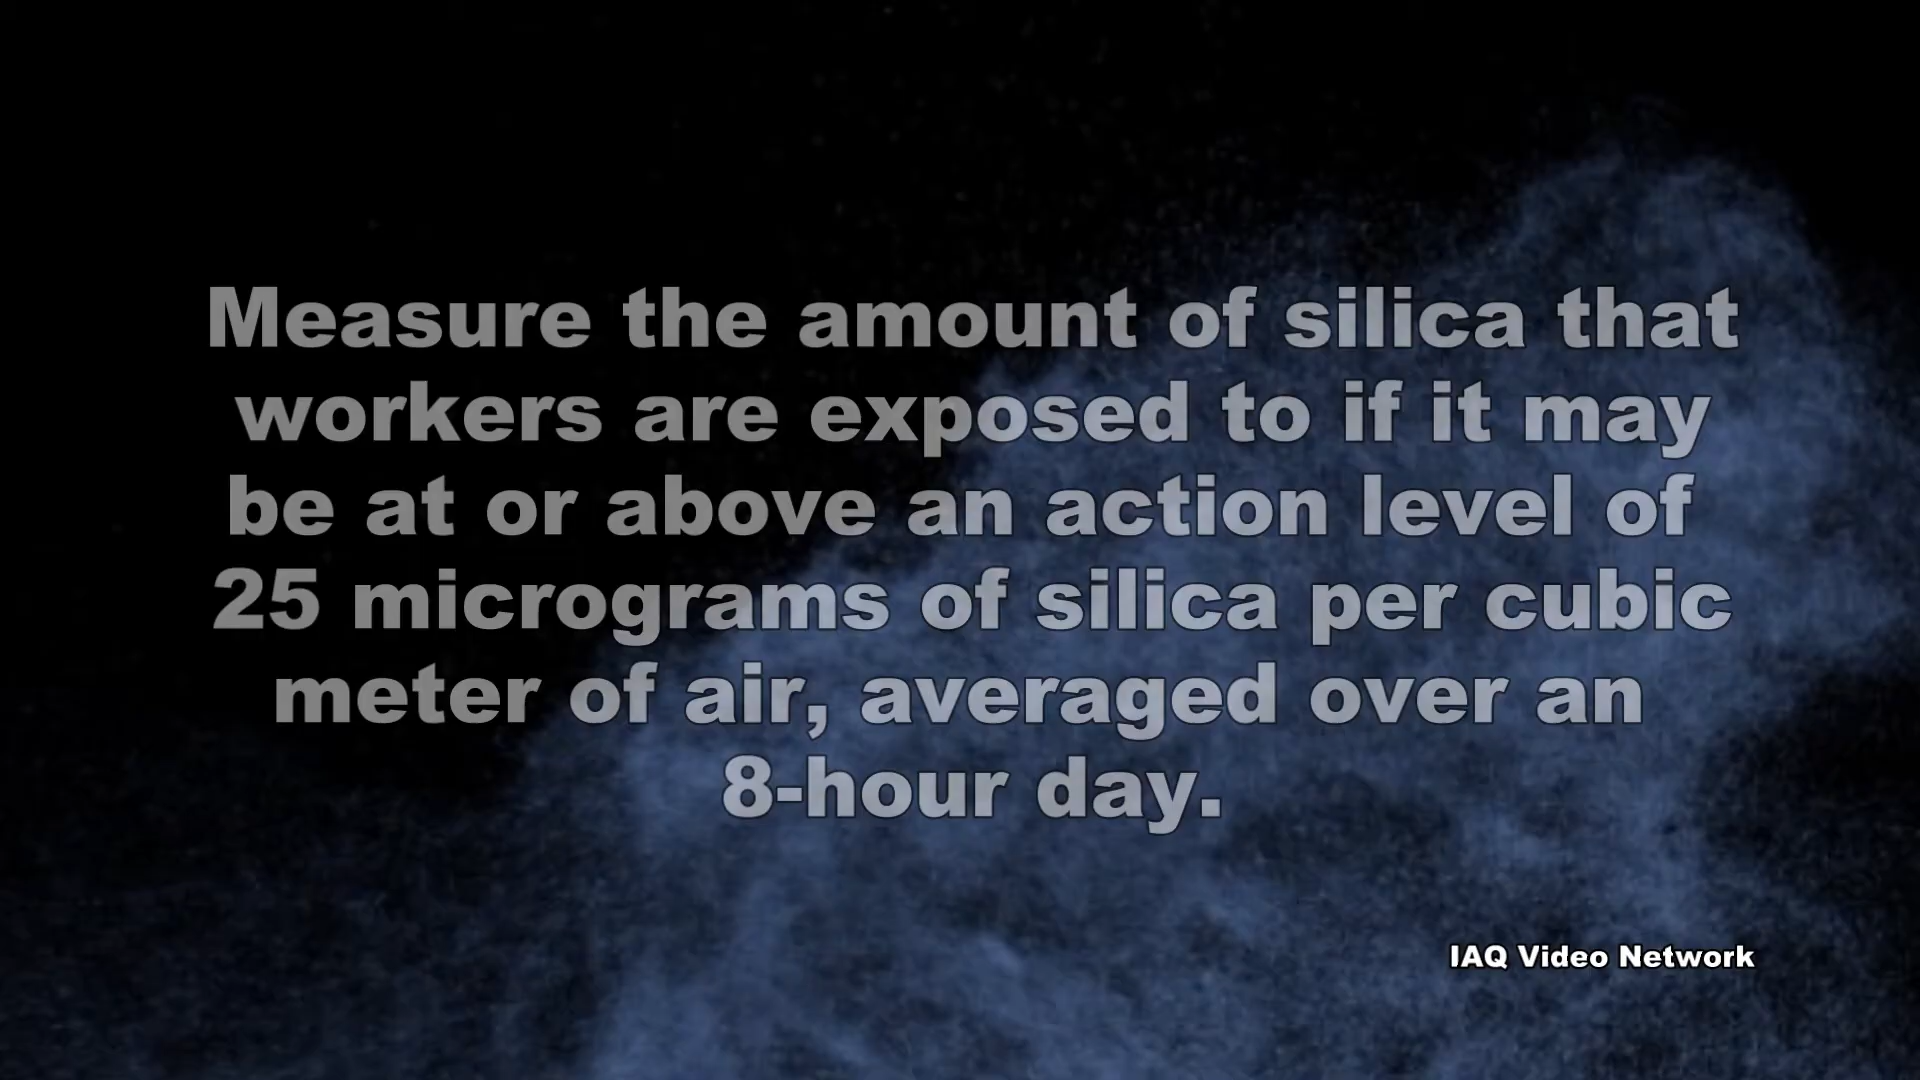 Measure the amount of silica that
workers are exposed to if it may
be at or above an action level of
25 micrograms of silica per cubic
meter of air, averaged over an
8-hour day.
IAQ Video Network